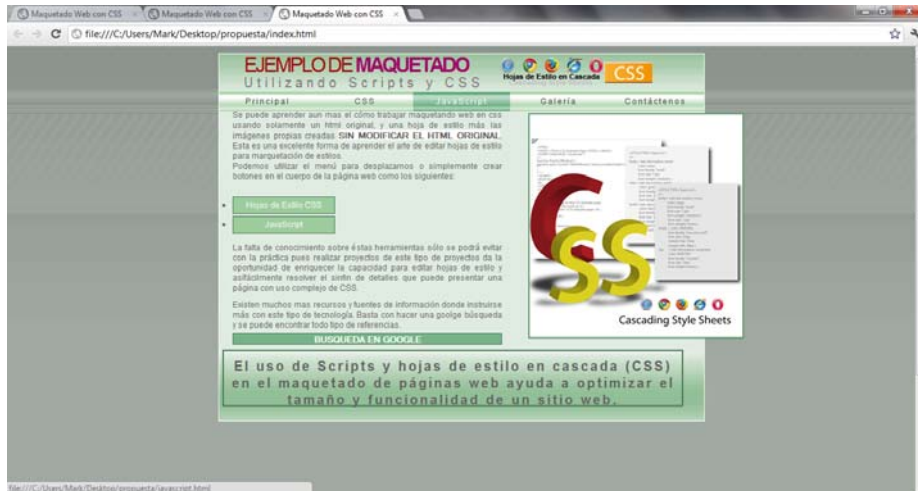 Maquetado Web con CSS
Maquetado Web con CSS
Maquetado Web con CSS
file:///C:/Users/Mark/Desktop/propuesta/index.html
EJEMPLO DE MAQUETADO
Utilizando Scripts y CSS
Hojas de Estilo en Cascada
CSS
Principal CSS JavaScript Galería Contáctenos
Se puede aprender aun mas el cómo trabajar maquetando web en css
usando solamente un html original, y una hoja de estilo más las
imágenes propias creadas SIN MODIFICAR EL HTML ORIGINAL.
Esta es una excelente forma de aprender el arte de editar hojas de estilo
para marquetación de estilos.
Podemos utilizar el menú para desplazarnos o simplemente crear
botones en el cuerpo de la página web como los siguientes:
Hojas de Estilo CSS
JavaScript
La falta de conocimiento sobre éstas herramientas sólo se podrá evitar
con la práctica pues realizar proyectos de este tipo de proyectos da la
oportunidad de enriquecer la capacidad para editar hojas de estilo y
asifácilmente resolver el sinfin de detalles que puede presentar una
página con uso complejo de CSS.
Existen muchos mas recursos y fuentes de información donde instruirse
más con este tipo de tecnología. Basta con hacer una goolge búsqueda
y se puede encontrar todo tipo de referencias.
BUSQUEDA EN GOOGLE
CSS
Cascading Style Sheets
El uso de Scripts y hojas de estilo en cascada (CSS)
en el maquetado de páginas web ayuda a optimizar el
tamaño y funcionalidad de un sitio web.
file:///C:/Users/Mark/Desktop/propuesta/javascript.html